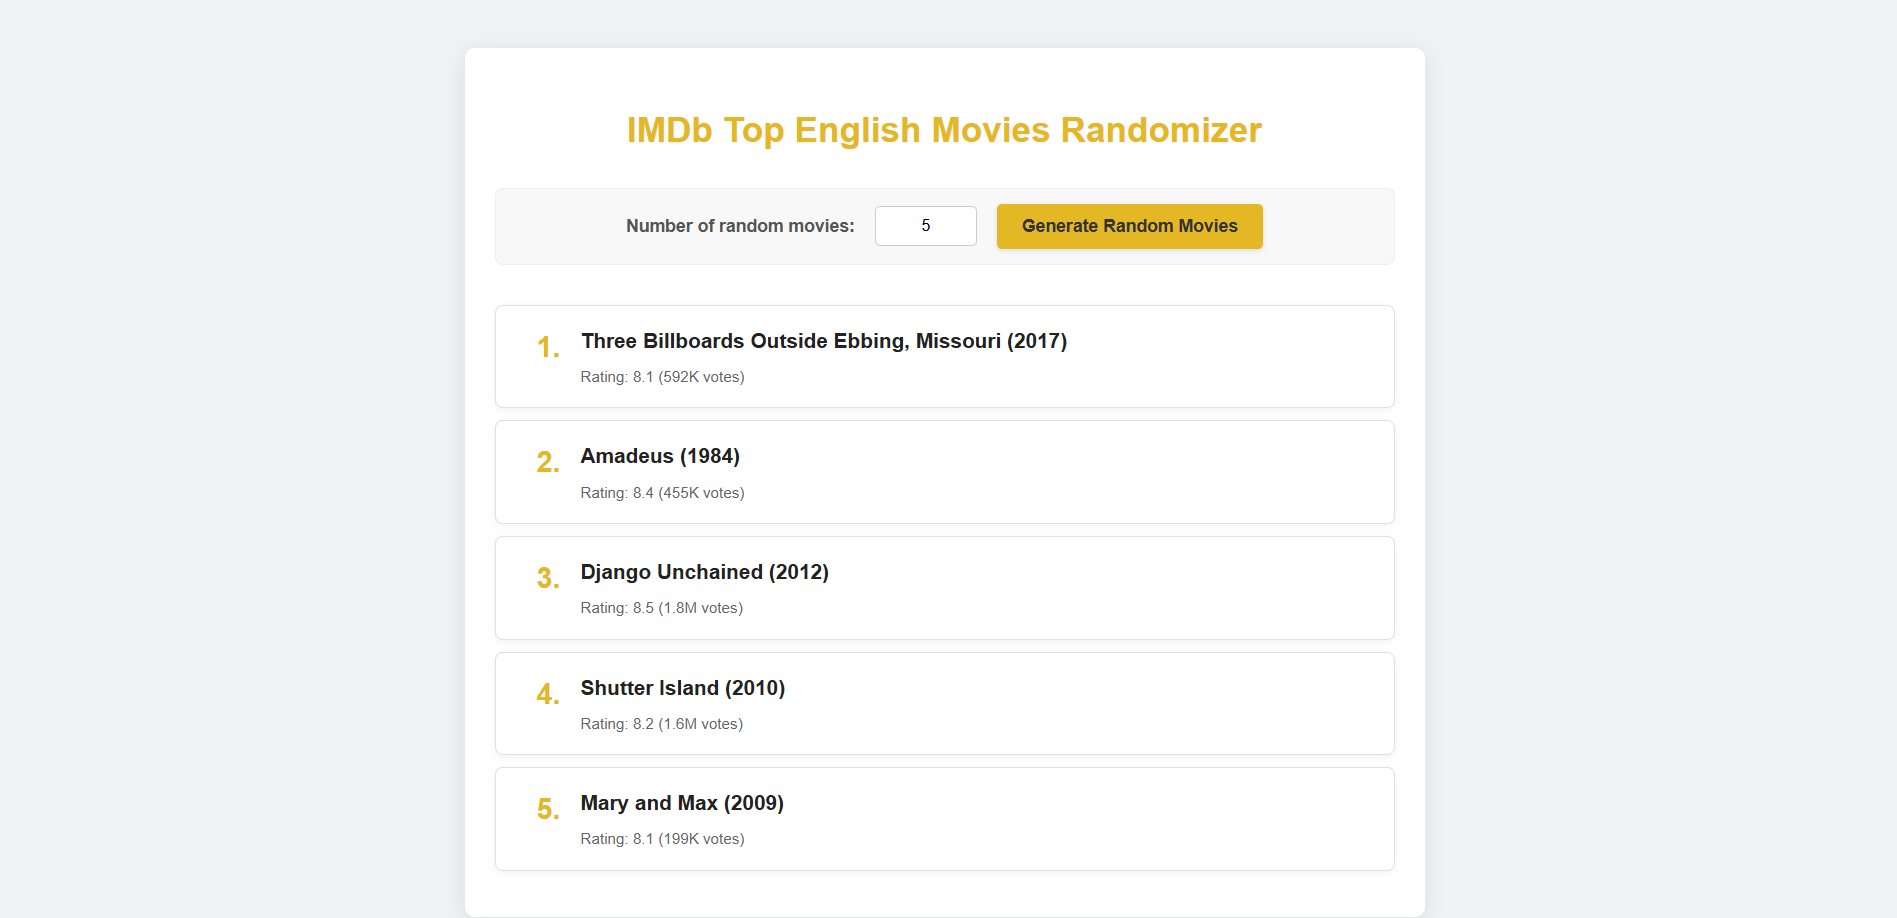 IMDb Top English Movies Randomizer
Number of random movies: 5 Generate Random Movies
1. Three Billboards Outside Ebbing, Missouri (2017)
Rating: 8.1 (592K votes)
2. Amadeus (1984)
Rating: 8.4 (455K votes)
3. Django Unchained (2012)
Rating: 8.5 (1.8M votes)
4. Shutter Island (2010)
Rating: 8.2 (1.6M votes)
5. Mary and Max (2009)
Rating: 8.1 (199K votes)